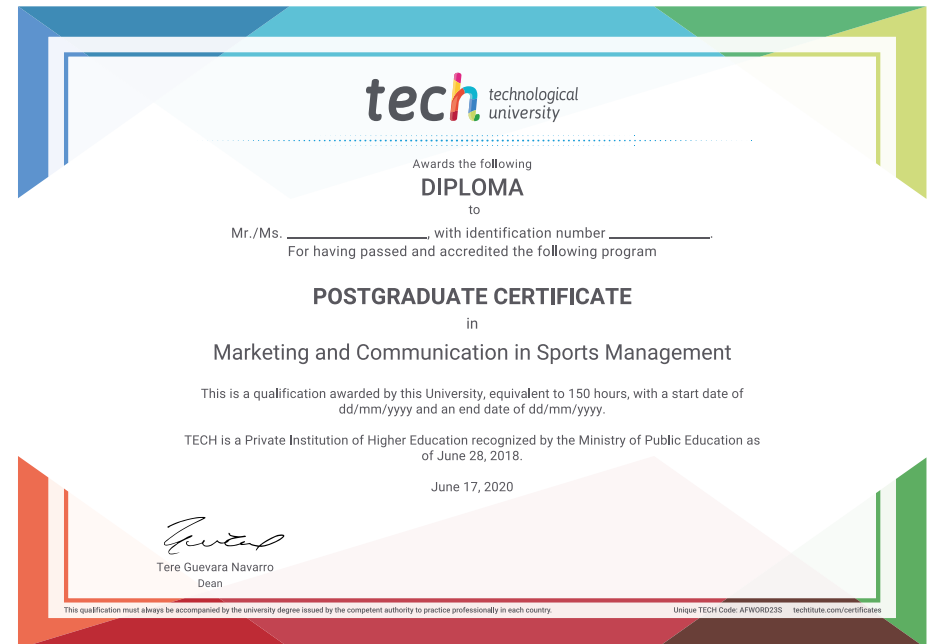 tech technological
university
Awards the following
DIPLOMA
to
Mr./Ms. ____________, with identification number ____________.
For having passed and accredited the following program
POSTGRADUATE CERTIFICATE
in
Marketing and Communication in Sports Management
This is a qualification awarded by this University, equivalent to 150 hours, with a start date of
dd/mm/yyyy and an end date of dd/mm/yyyy.
TECH is a Private Institution of Higher Education recognized by the Ministry of Public Education as
of June 28, 2018.
June 17, 2020
Tere Guevara Navarro
Dean
This qualification must always be accompanied by the university degree issued by the competent authority to practice professionally in each country.
Unique TECH Code: AFWORD23S techtitute.com/certificates